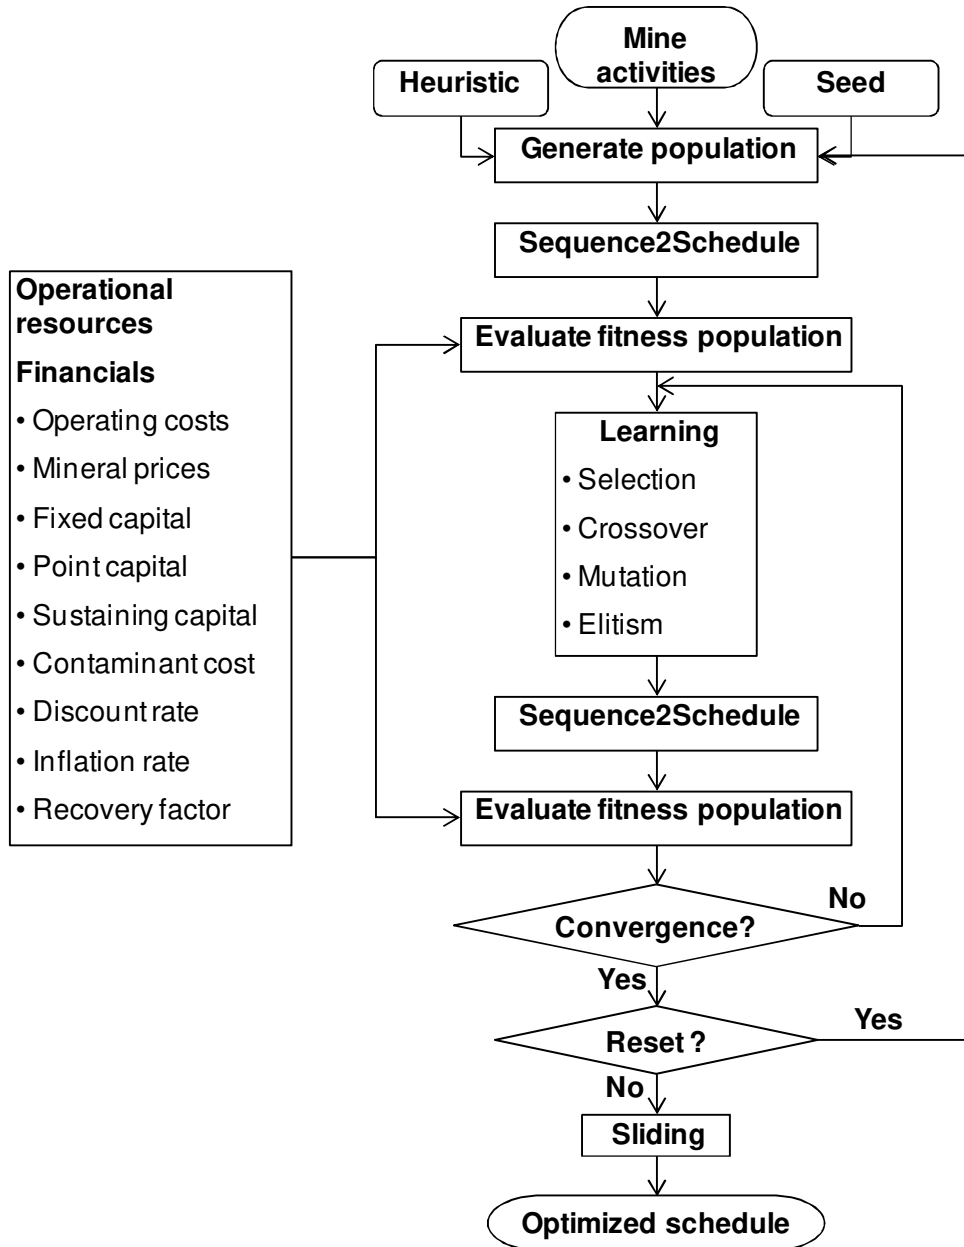 Mine
activities
Heuristic
Seed
Generate population
Sequence2Schedule
Operational
resources
Financials
• Operating costs
• Mineral prices
• Fixed capital
• Point capital
• Sustaining capital
• Contaminant cost
• Discount rate
• Inflation rate
• Recovery factor
Evaluate fitness population
Learning
• Selection
• Crossover
• Mutation
• Elitism
Sequence2Schedule
Evaluate fitness population
Convergence?
No
Yes
Reset ?
Yes
No
Sliding
Optimized schedule